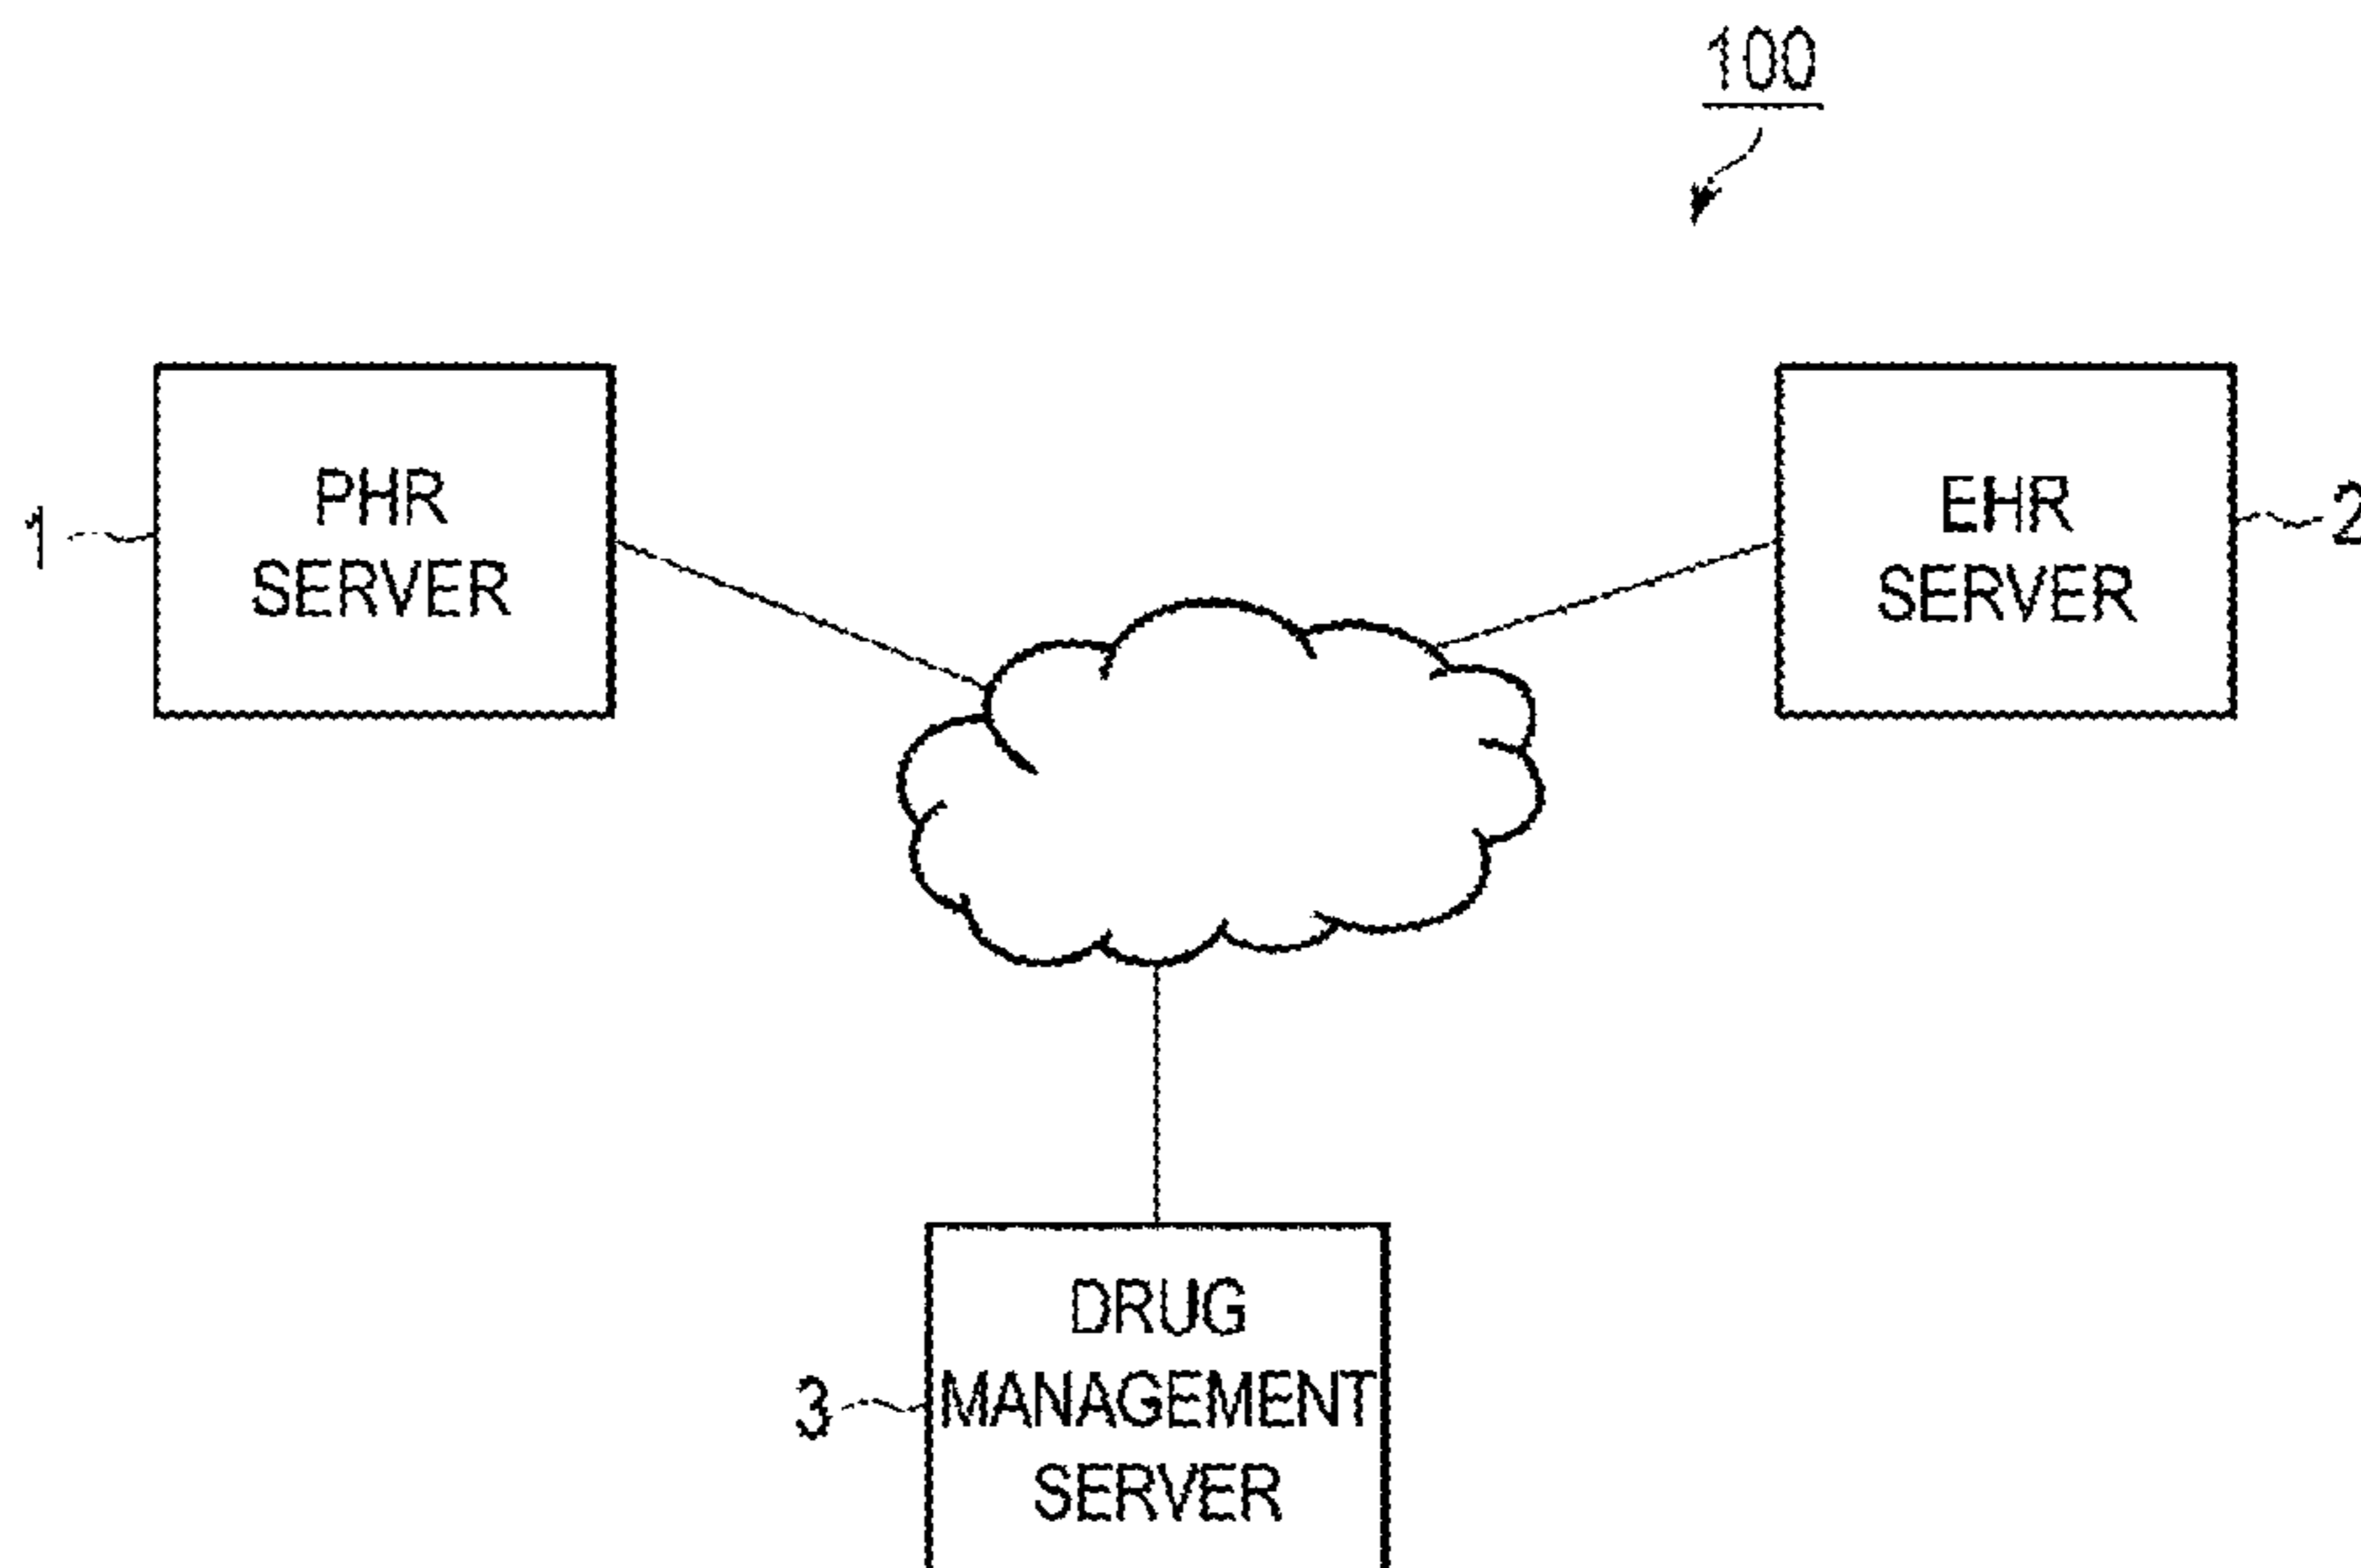 100
PHR
SERVER
1
EHR
SERVER
2
DRUG
MANAGEMENT
SERVER
3